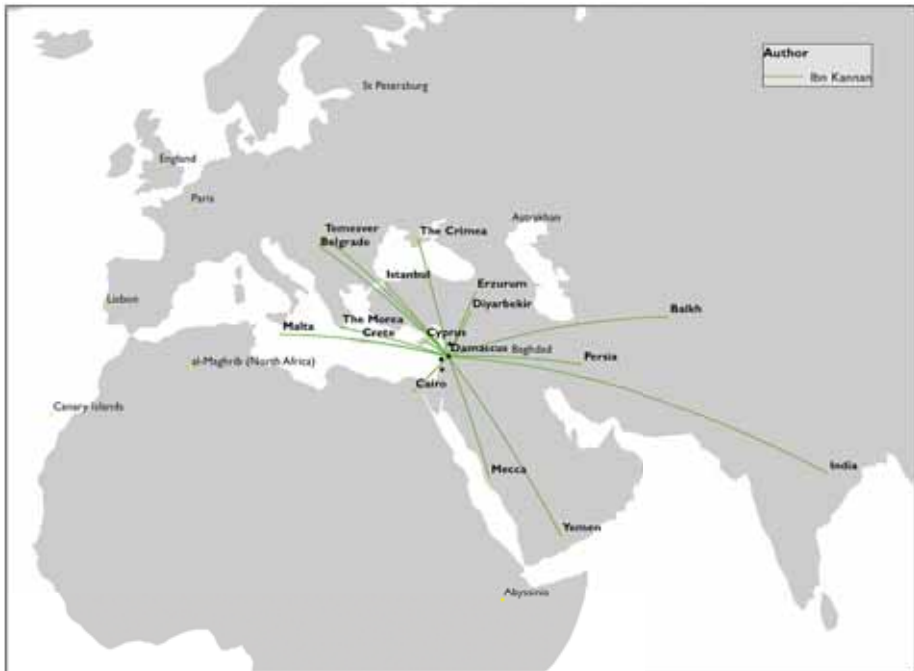 Author
Ibn Kannan
St Petersburg
England
Paris
Astrakhan
Temesver
Belgrade
The Crimea
Istanbul
Erzurum
Lisbon
Diyarbekir
Balkh
The Morea
Malta
Crete
Cyprus
Damascus
Baghdad
Persia
al-Maghrib (North Africa)
Cairo
Canary Islands
Mecca
India
Yemen
Abyssinia